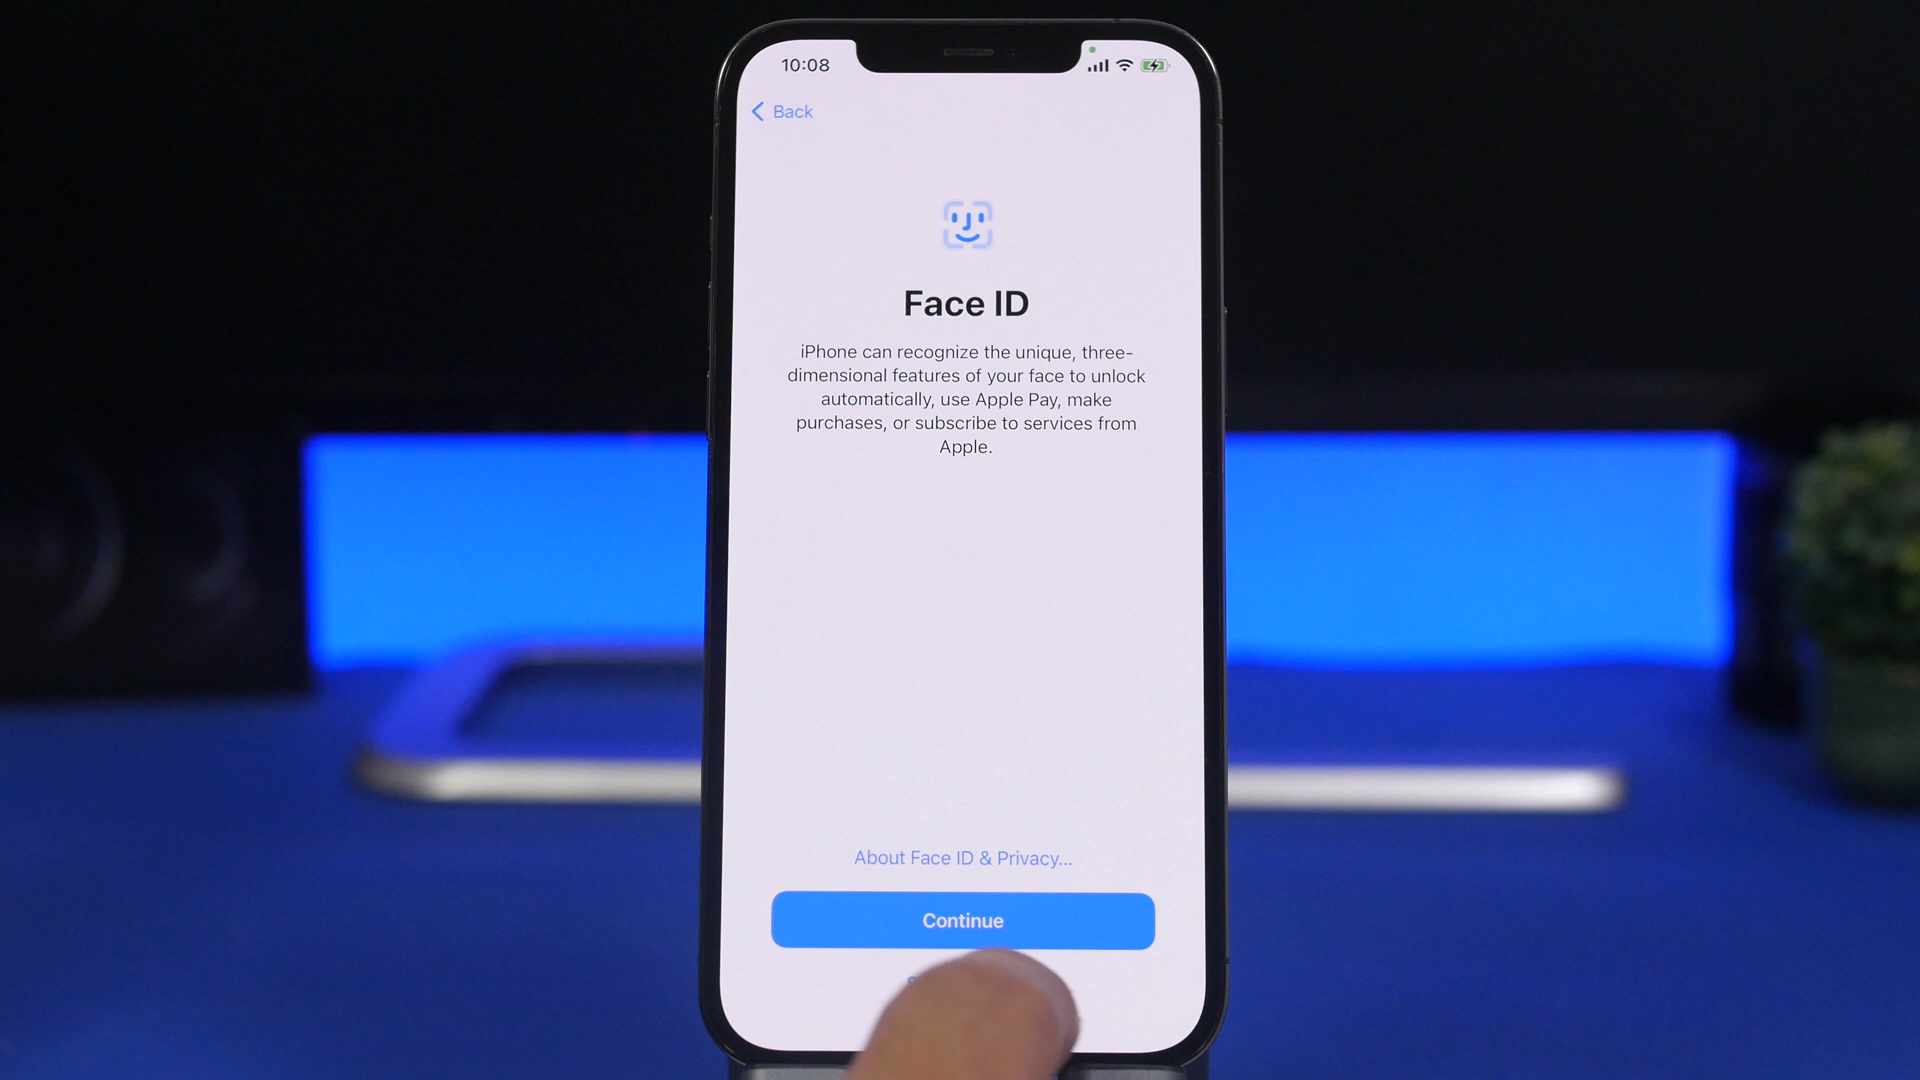 10:08
Back
Face ID
iPhone can recognize the unique, three-
dimensional features of your face to unlock
automatically, use Apple Pay, make
purchases, or subscribe to services from
Apple.
About Face ID & Privacy...
Continue